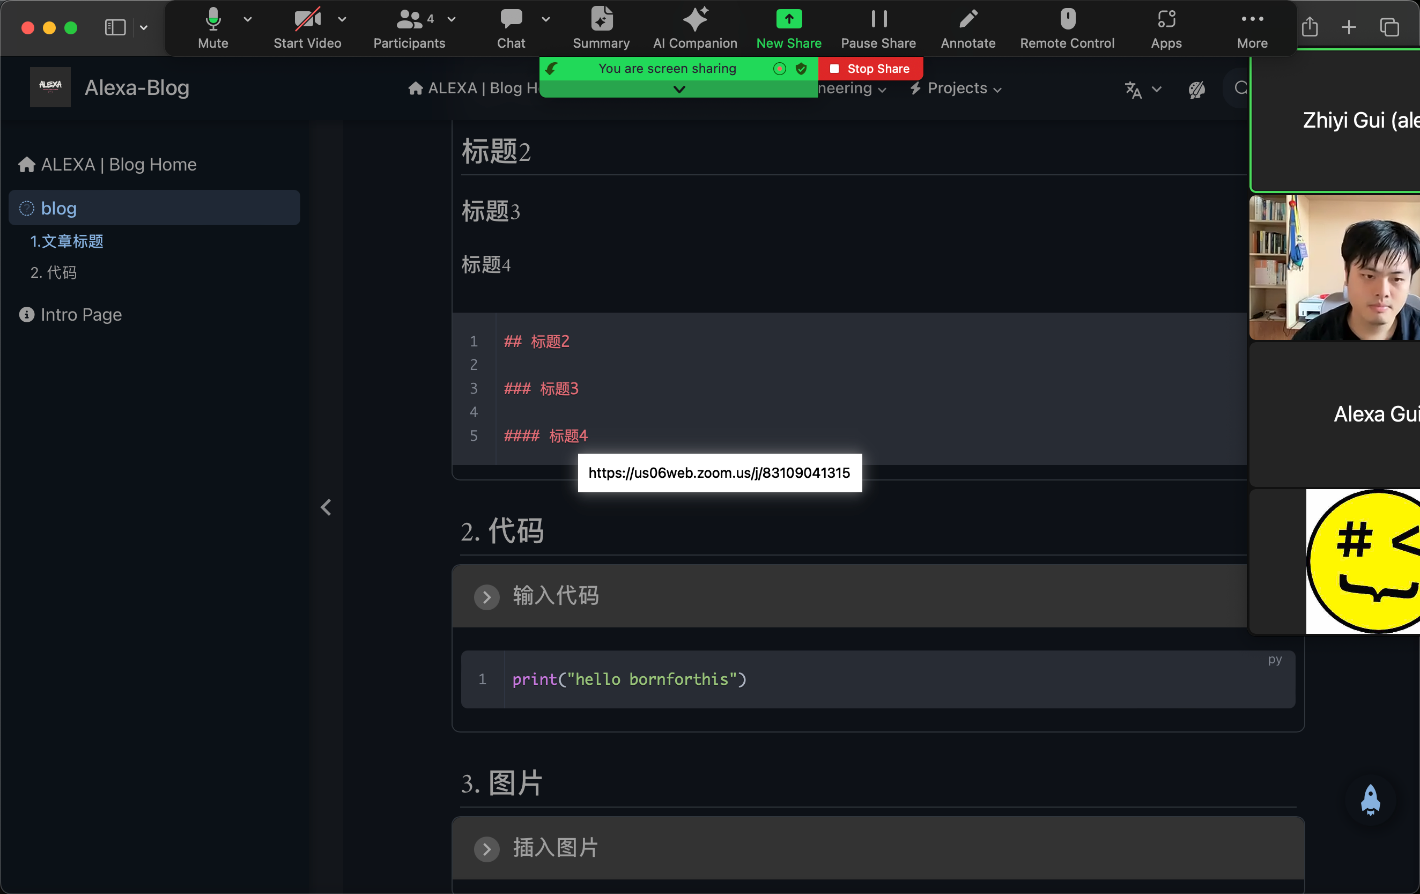 Mute
Start Video
Participants
4
Chat
Summary
AI Companion
New Share
Pause Share
Annotate
Remote Control
Apps
More
You are screen sharing
Stop Share
ALEXA
Alexa-Blog
ALEXA | Blog H
neering
Projects
Zhiyi Gui (ale
ALEXA | Blog Home
blog
1.文章标题
2. 代码
Intro Page
标题2
标题3
标题4
1 ## 标题2
2
3 ### 标题3
4
5 #### 标题4
https://us06web.zoom.us/j/83109041315
Alexa Gui
2. 代码
输入代码
py
1 print("hello bornforthis")
# <
3. 图片
插入图片